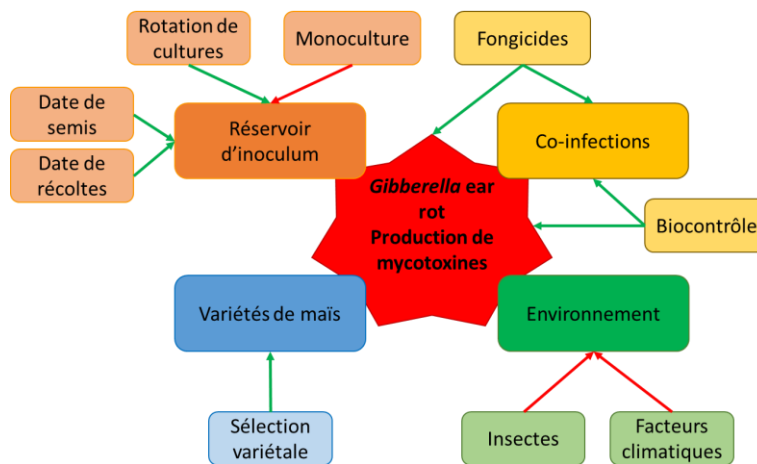 Rotation de
cultures
Monoculture
Fongicides
Date de
semis
Date de
récoltes
Réservoir
d'inoculum
Co-infections
Gibberella ear
rot
Production de
mycotoxines
Biocontrôle
Variétés de maïs
Environnement
Sélection
variétale
Insectes
Facteurs
climatiques